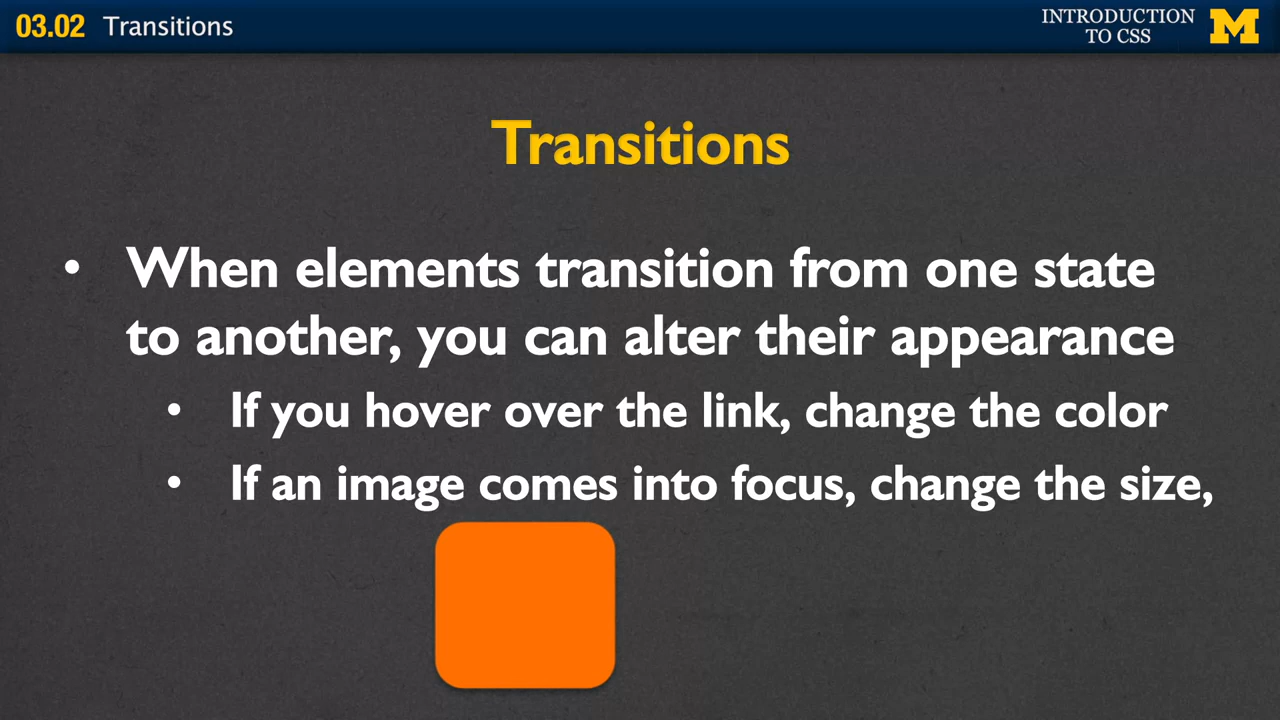 03.02 Transitions
INTRODUCTION
TO CSS
M
Transitions
• When elements transition from one state
to another, you can alter their appearance
• If you hover over the link, change the color
• If an image comes into focus, change the size,